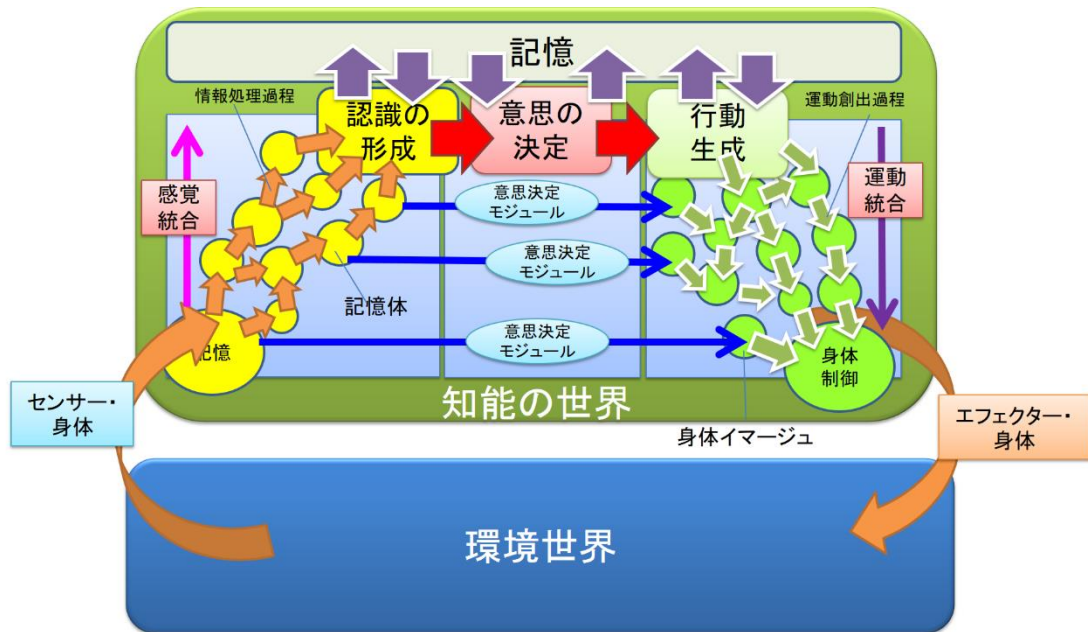 記憶
情報処理過程
認識の
形成
意思の
決定
行動
生成
運動創出過程
感覚
統合
意思決定
モジュール
運動
統合
意思決定
モジュール
記憶体
意思決定
モジュール
記憶
身体
制御
知能の世界
センサー・
身体
身体イマージュ
エフェクター・
身体
環境世界